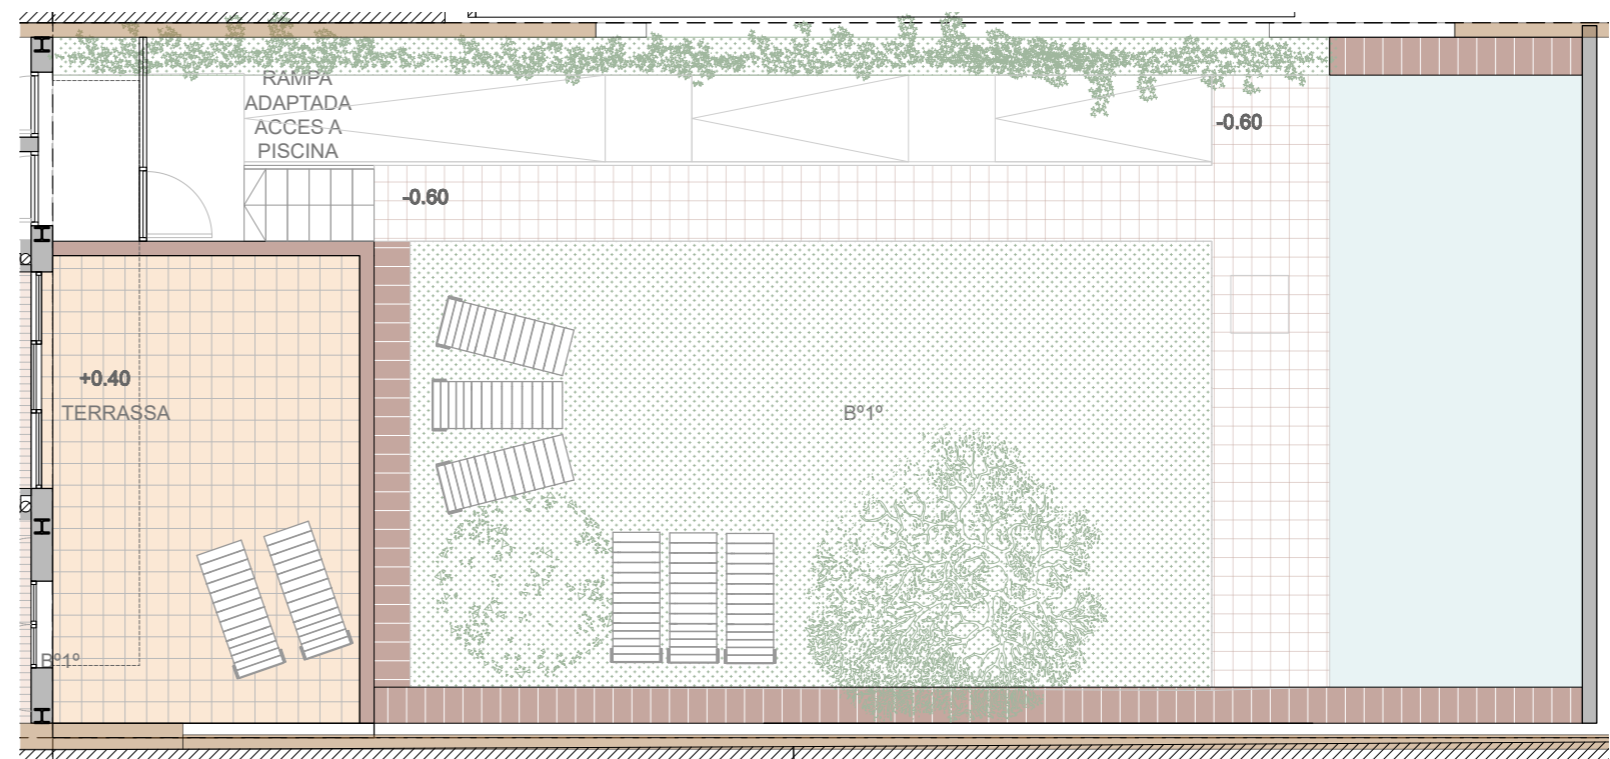 RAMPA
ADAPTADA
ACCES A
PISCINA
-0.60
-0.60
+0.40
TERRASSA
Bº1º
Bº1º